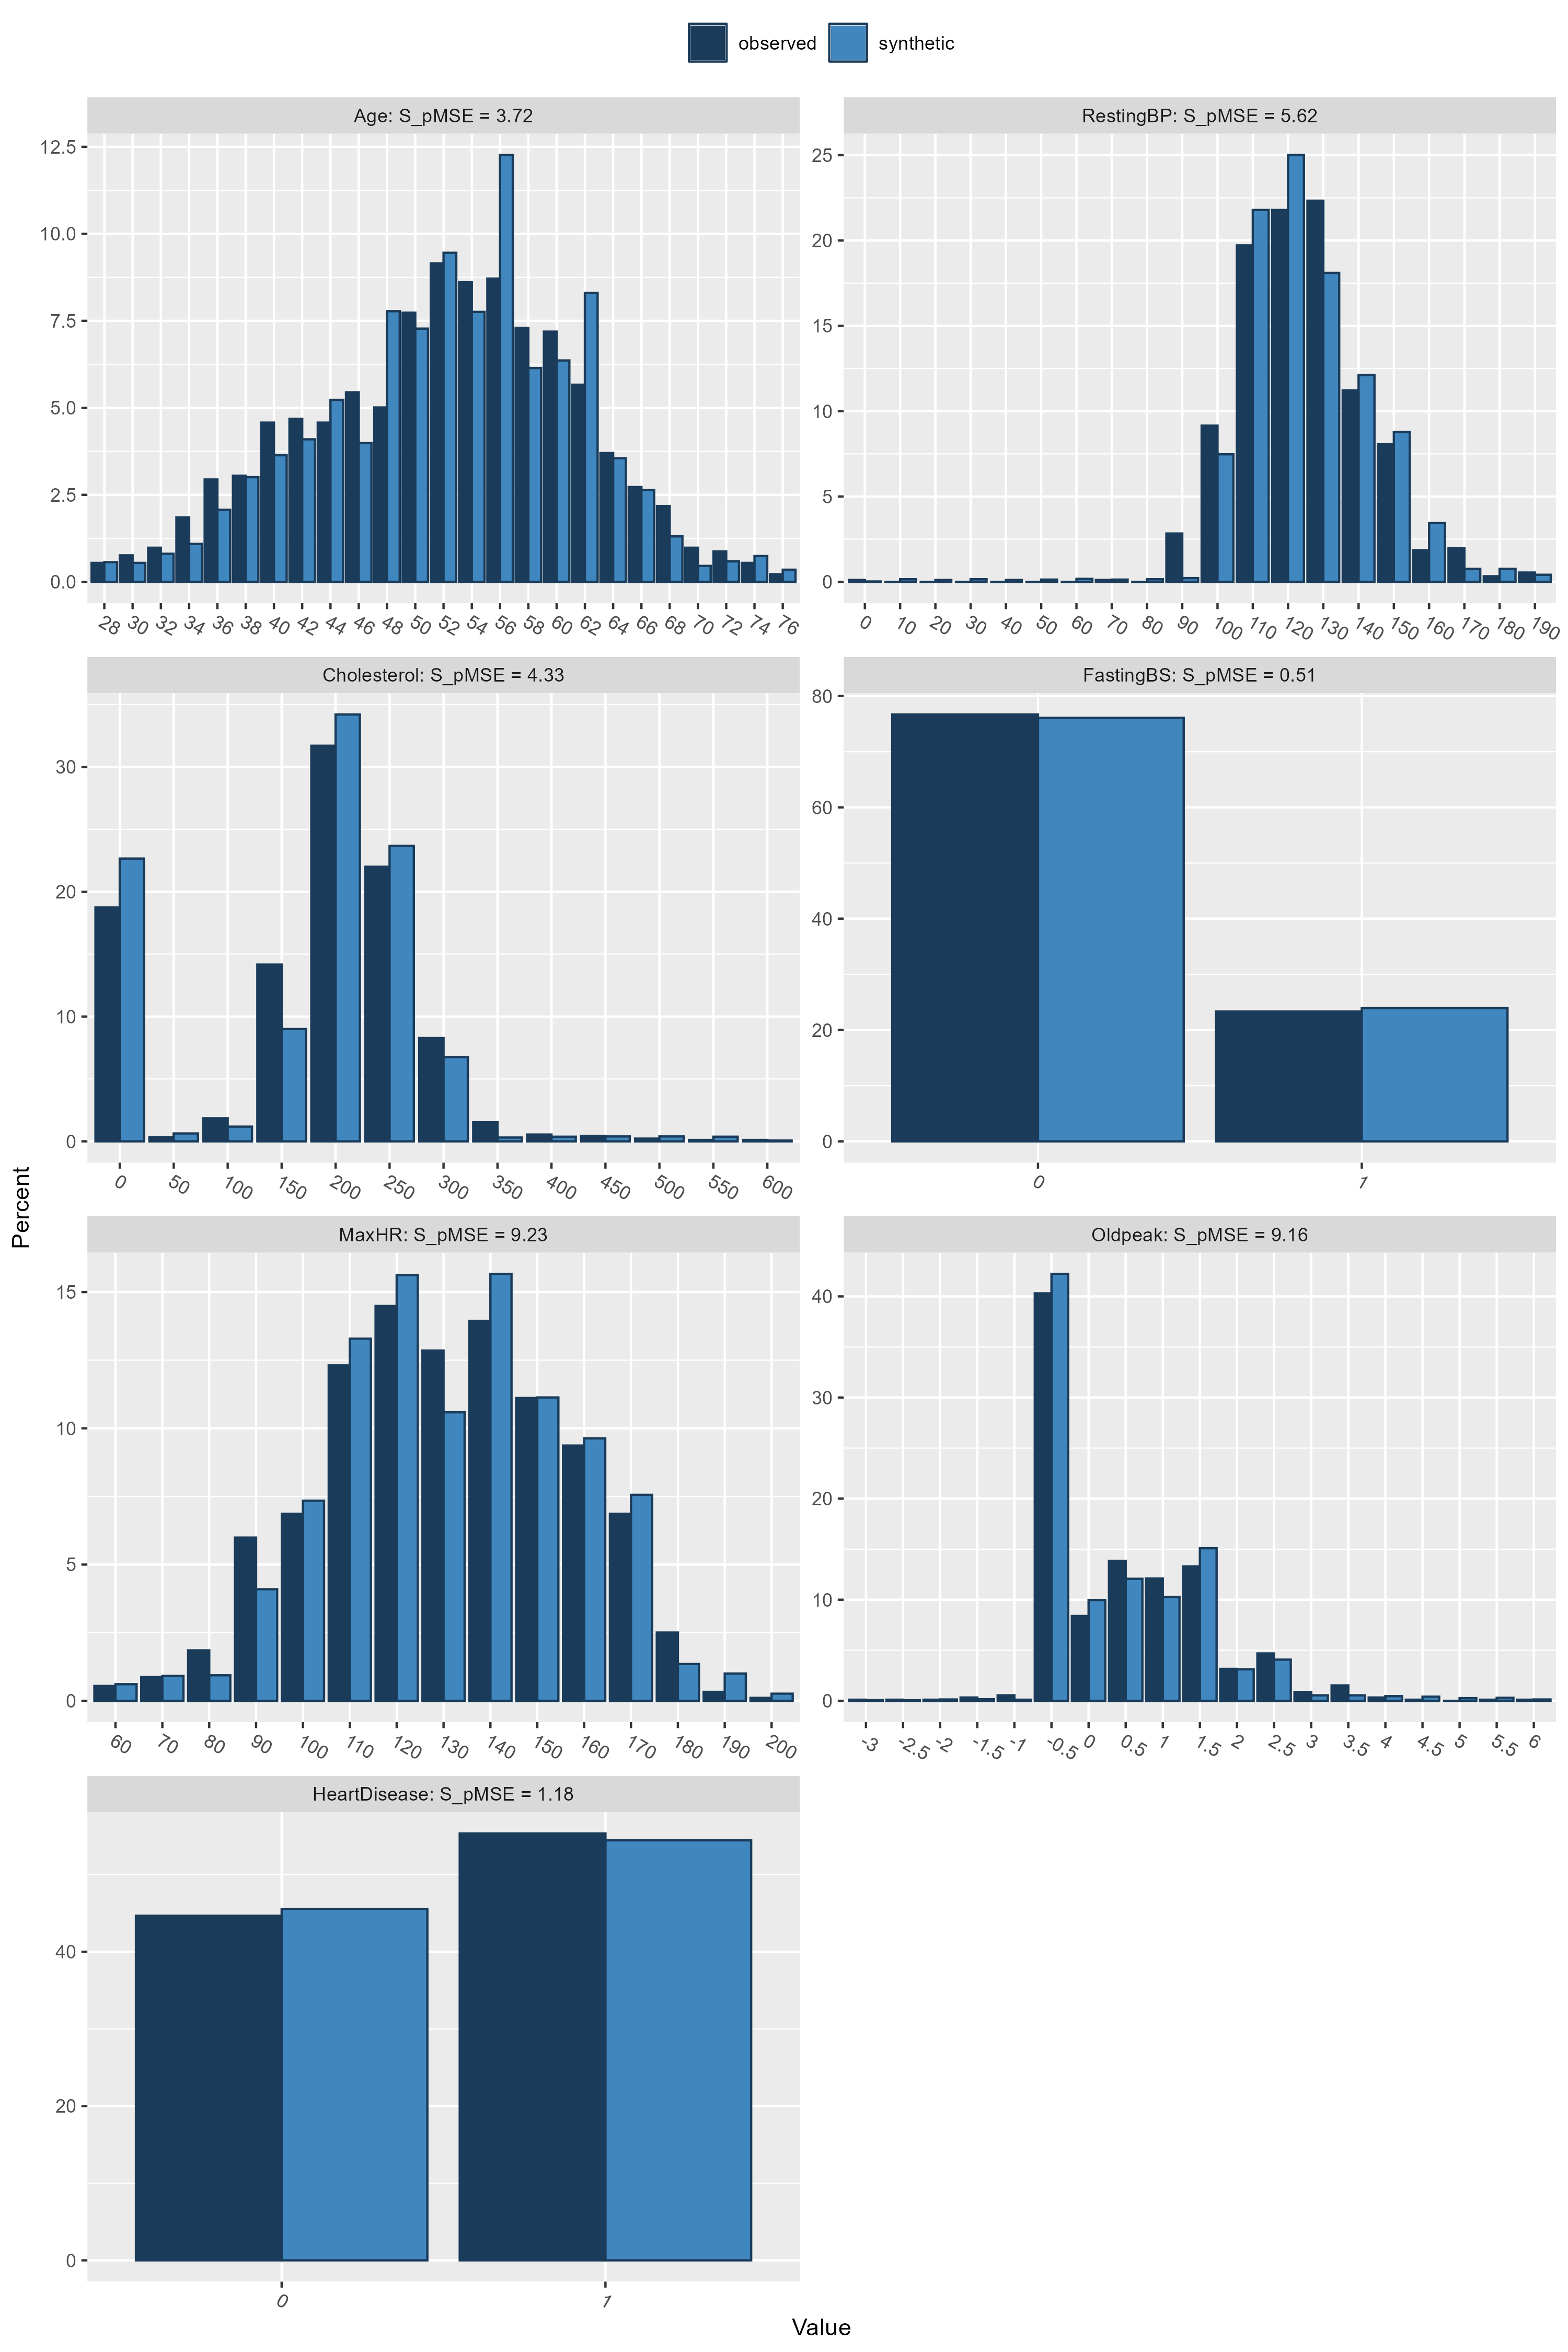 observed synthetic
Age: S_pMSE = 3.72
12.5
10.0
7.5
5.0
2.5
0.0
28 30 32 34 36 38 40 42 44 46 48 50 52 54 56 58 60 62 64 66 68 70 72 74 76
RestingBP: S_pMSE = 5.62
25
20
15
10
5
0
0 10 20 30 40 50 60 70 80 90 100 110 120 130 140 150 160 170 180 190
Cholesterol: S_pMSE = 4.33
30
20
10
0
0 50 100 150 200 250 300 350 400 450 500 550 600
FastingBS: S_pMSE = 0.51
80
60
40
20
0
0 1
Percent
MaxHR: S_pMSE = 9.23
15
10
5
0
60 70 80 90 100 110 120 130 140 150 160 170 180 190 200
Oldpeak: S_pMSE = 9.16
40
30
20
10
0
-3 -2.5 -2 -1.5 -1 -0.5 0 0.5 1 1.5 2 2.5 3 3.5 4 4.5 5 5.5 6
HeartDisease: S_pMSE = 1.18
40
20
0
0 1
Value